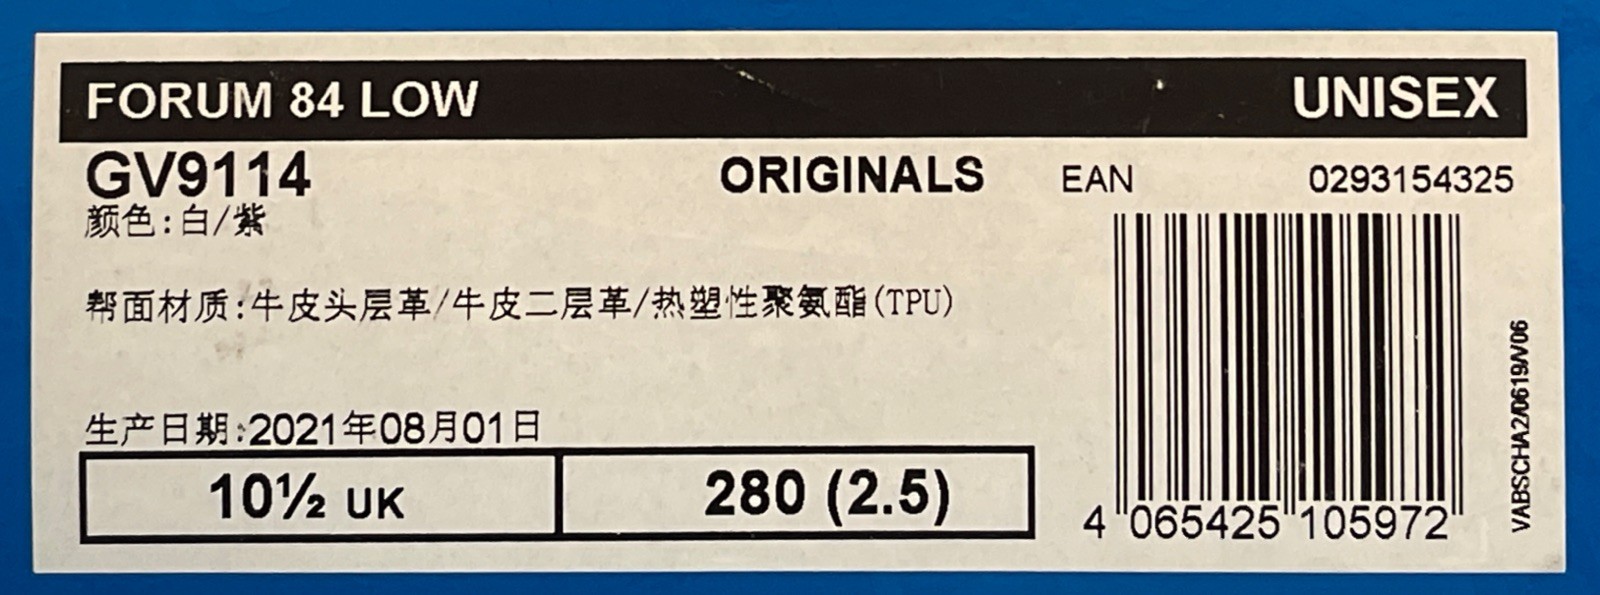 FORUM 84 LOW UNISEX
GV9114 ORIGINALS EAN 0293154325
颜色:白/紫
帮面材质:牛皮头层革/牛皮二层革/热塑性聚氨酯(TPU)
生产日期:2021年08月01日
10½ UK 280 (2.5)
4 065425 105972
VABSCHA2/0619/V06